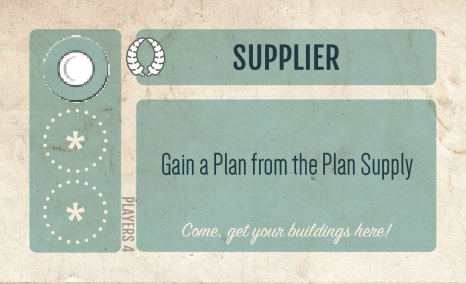 SUPPLIER
Gain a Plan from the Plan Supply
Come, get your buildings here!
PLAYERS 4